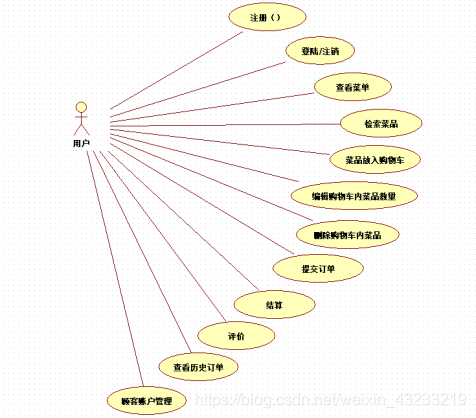 注册（）
登陆/注销
查看菜单
检索菜品
用户
菜品放入购物车
编辑购物车内菜品数量
删除购物车内菜品
提交订单
结算
评价
查看历史订单
顾客账户管理
https://blog.csdn.net/weixin_43233219